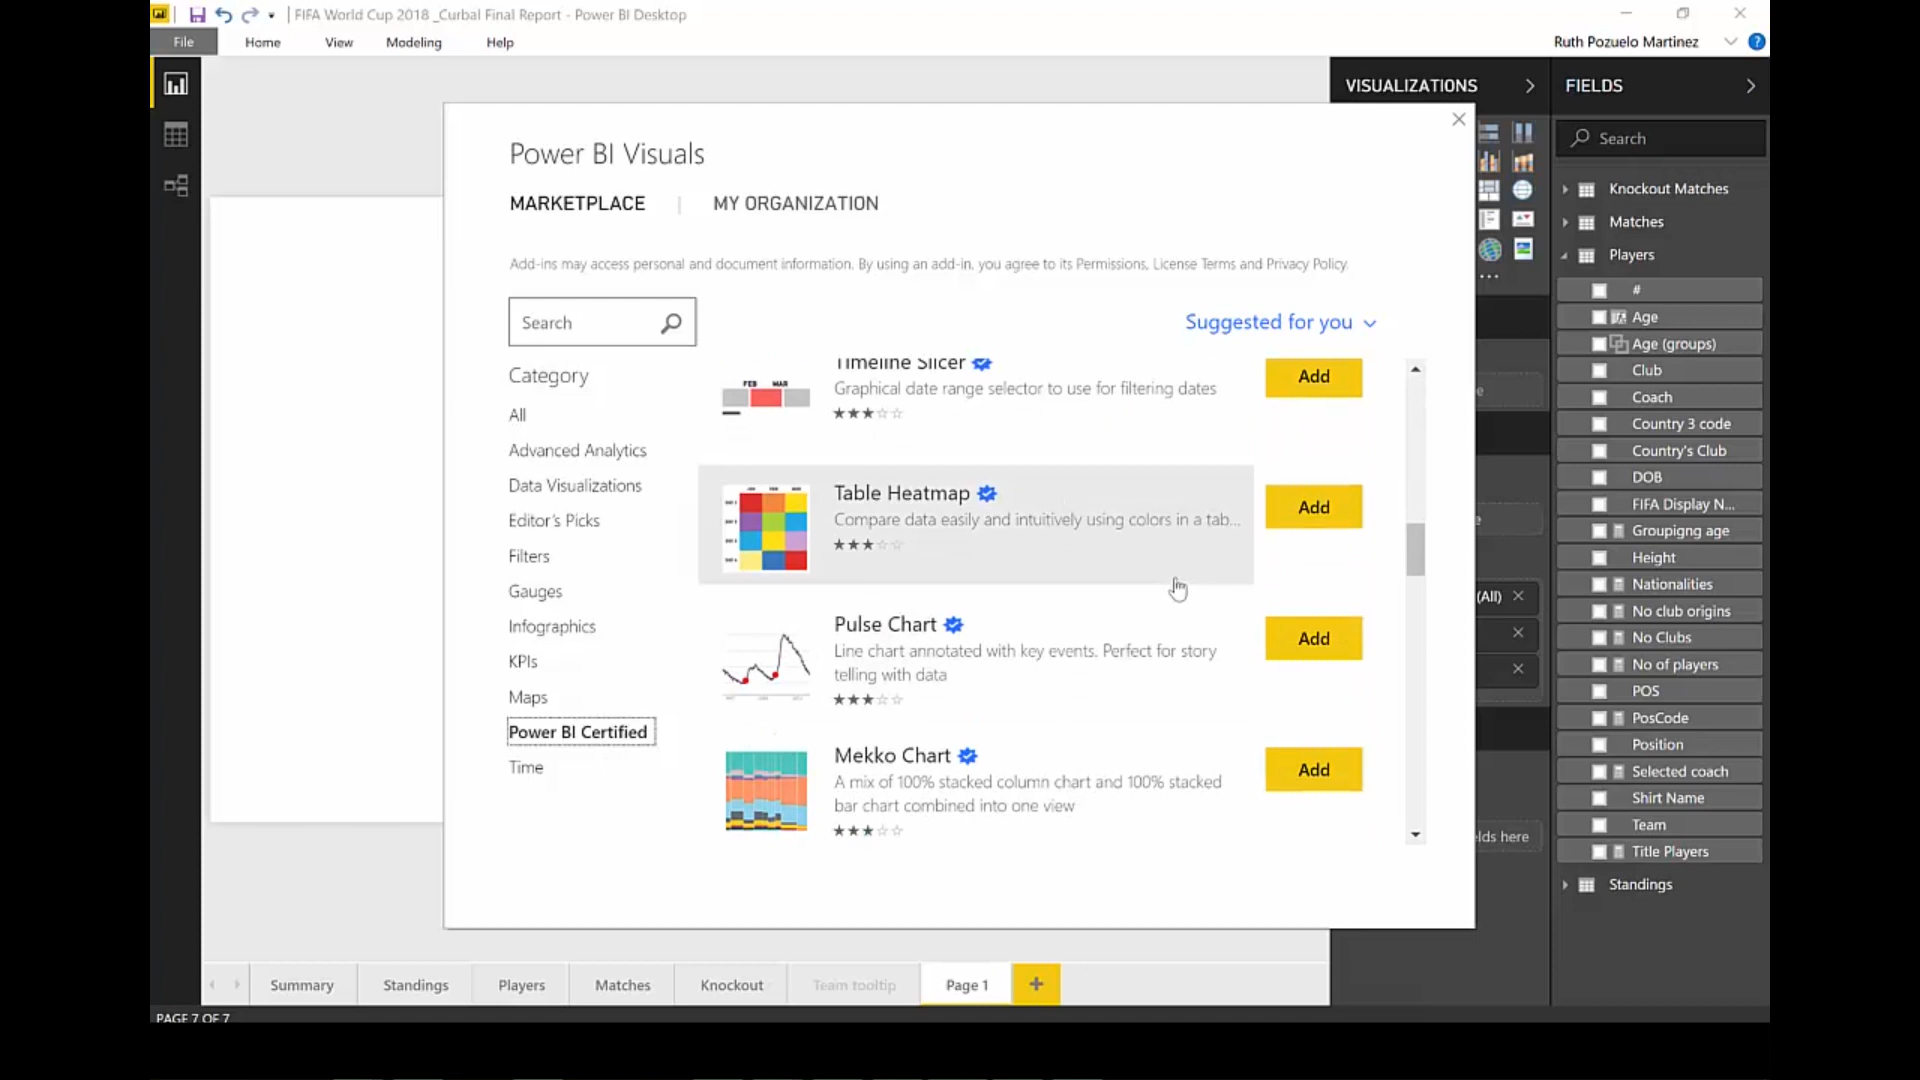 FIFA World Cup 2018 _Curbal Final Report - Power BI Desktop
File
Home
View
Modeling
Help
Ruth Pozuelo Martinez
VISUALIZATIONS
FIELDS
Search
Knockout Matches
Matches
Players
#
Age
Age (groups)
Club
Coach
Country 3 code
Country's Club
DOB
FIFA Display N...
Groupigng age
Height
Nationalities
No club origins
No Clubs
No of players
POS
PosCode
Position
Selected coach
Shirt Name
Team
Title Players
Standings
(All)
lds here
Power BI Visuals
MARKETPLACE
MY ORGANIZATION
Add-ins may access personal and document information. By using an add-in, you agree to its Permissions, License Terms and Privacy Policy.
Search
Suggested for you
Category
All
Advanced Analytics
Data Visualizations
Editor's Picks
Filters
Gauges
Infographics
KPIs
Maps
Power BI Certified
Time
Timeline Slicer
FEB MAR
Graphical date range selector to use for filtering dates
Add
Table Heatmap
Compare data easily and intuitively using colors in a tab...
Add
Pulse Chart
Line chart annotated with key events. Perfect for story
telling with data
Add
Mekko Chart
A mix of 100% stacked column chart and 100% stacked
bar chart combined into one view
Add
Summary
Standings
Players
Matches
Knockout
Team tooltip
Page 1
PAGE 7 OF 7